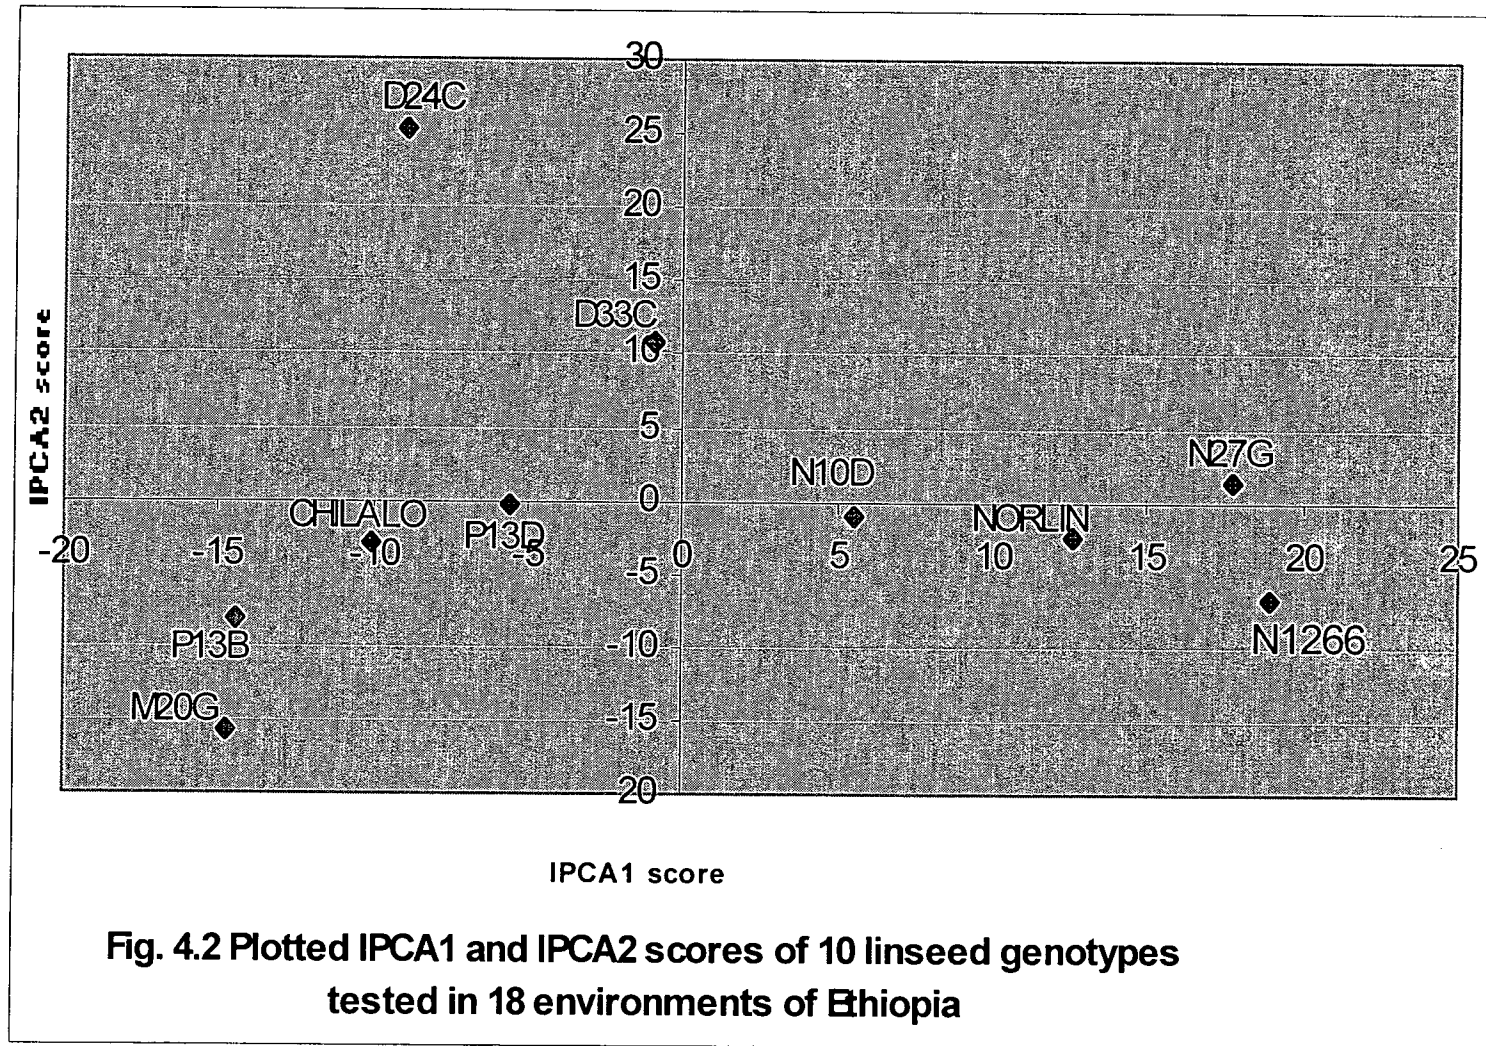 30
D24C
25
20
15
D33C
10
5
N27G
N10D
0
CHILALO
NORLIN
P13D
-20 -15 -10 -5 0 5 10 15 20 25
-5
P13B
-10
N1266
M20G
-15
20
IPCA2 score
IPCA1 score
Fig. 4.2 Plotted IPCA1 and IPCA2 scores of 10 linseed genotypes
tested in 18 environments of Ethiopia